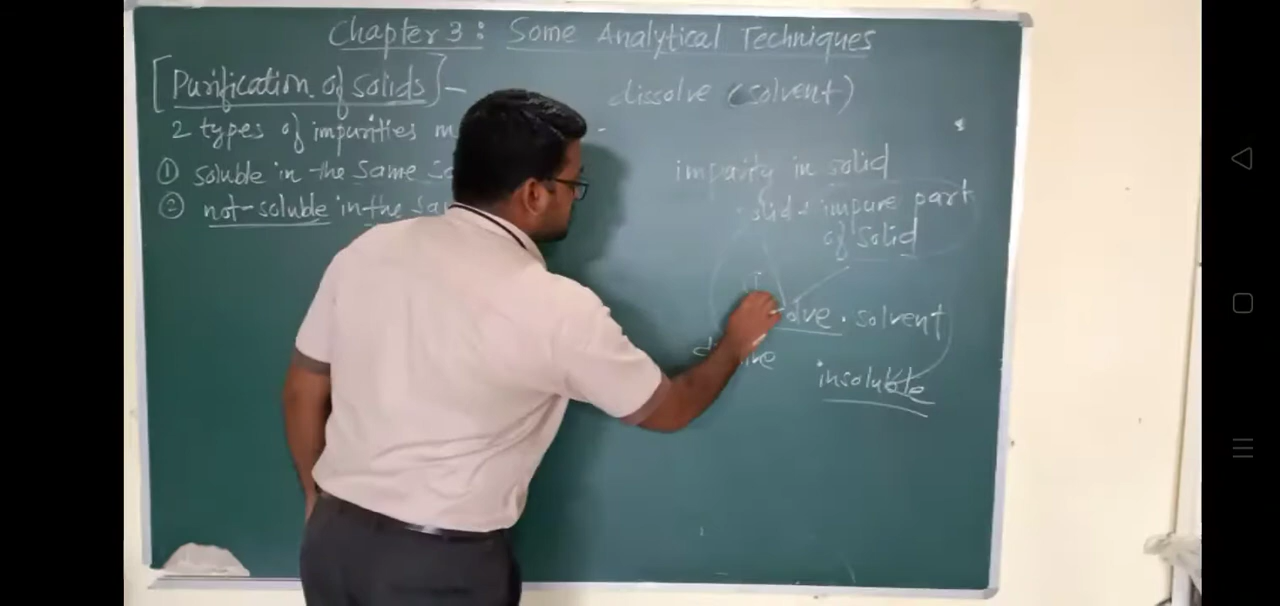 Chapter 3: Some Analytical Techniques
[Purification of solids]-
2 types of impurities
① soluble in the same
② not-soluble in the
dissolve (solvent)
impurity in solid
impure part
of solid
solvent
insoluble